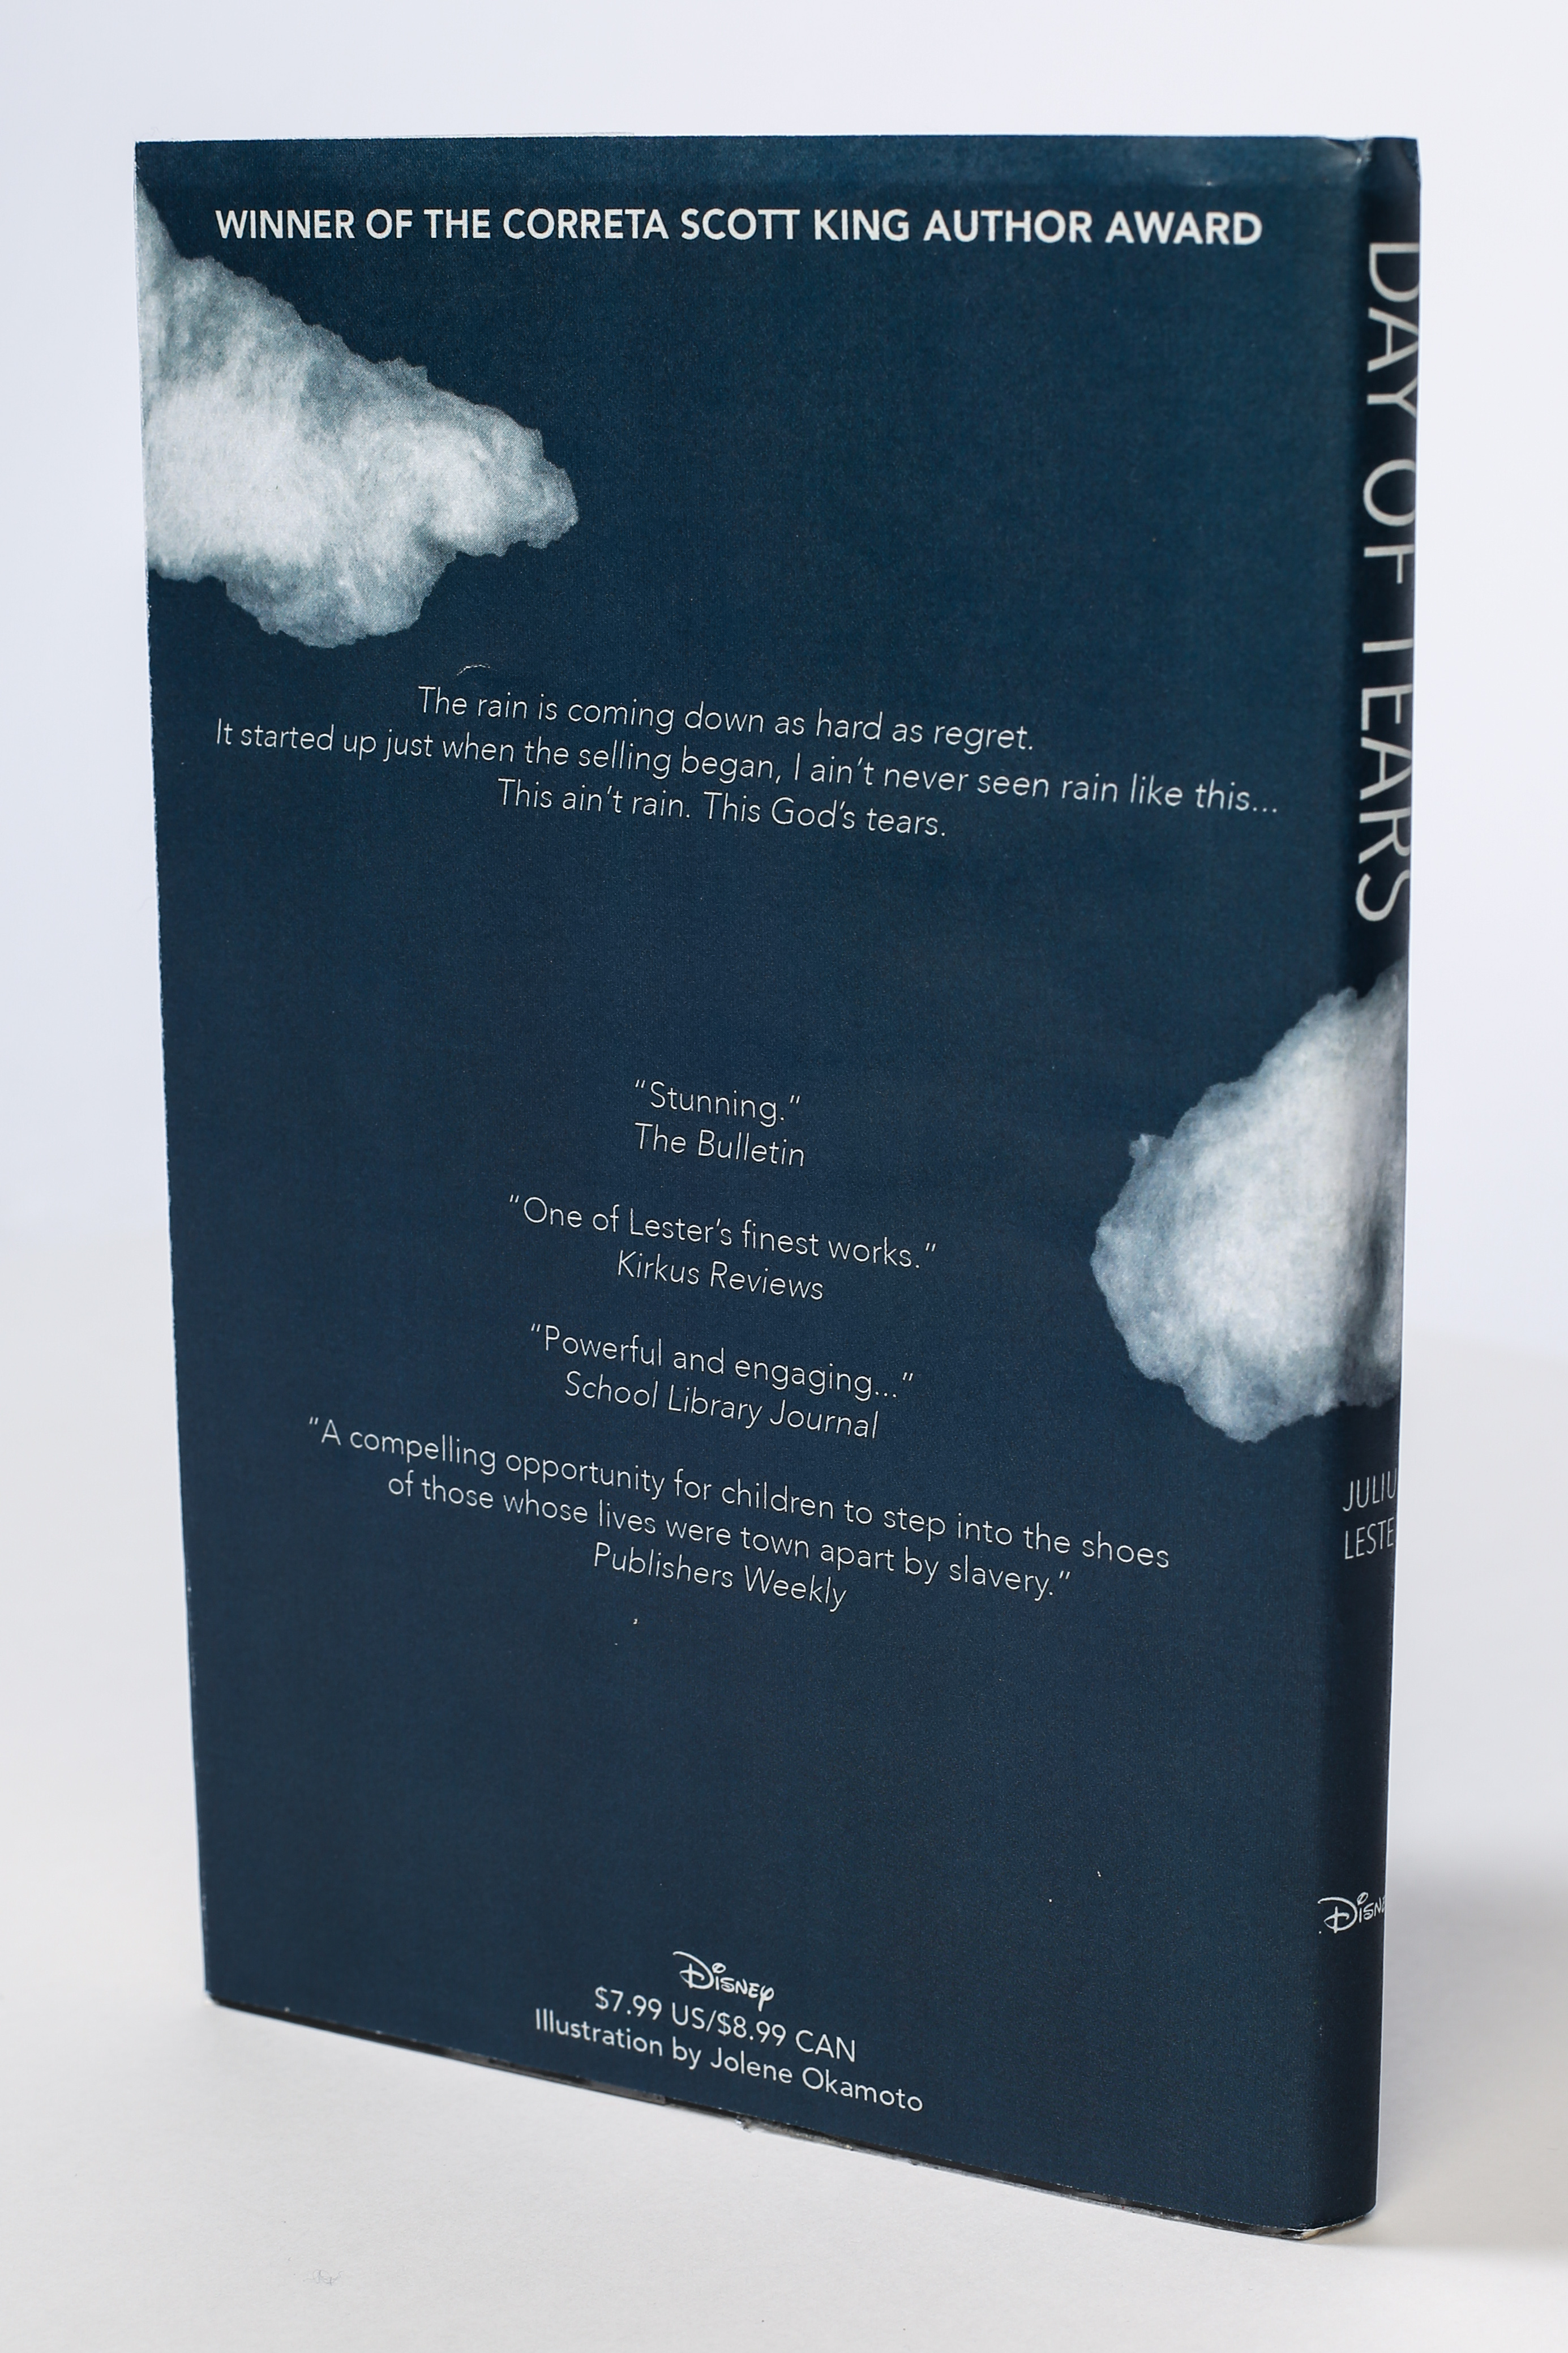 WINNER OF THE CORRETA SCOTT KING AUTHOR AWARD
The rain is coming down as hard as regret.
It started up just when the selling began, I ain't never seen rain like this...
This ain't rain. This God's tears.
"Stunning."
The Bulletin
"One of Lester's finest works."
Kirkus Reviews
"Powerful and engaging..."
School Library Journal
"A compelling opportunity for children to step into the shoes
of those whose lives were town apart by slavery."
Publishers Weekly
Disney
$7.99 US/$8.99 CAN
Illustration by Jolene Okamoto
DAY OF TEARS
JULIU
LESTE
DISNE